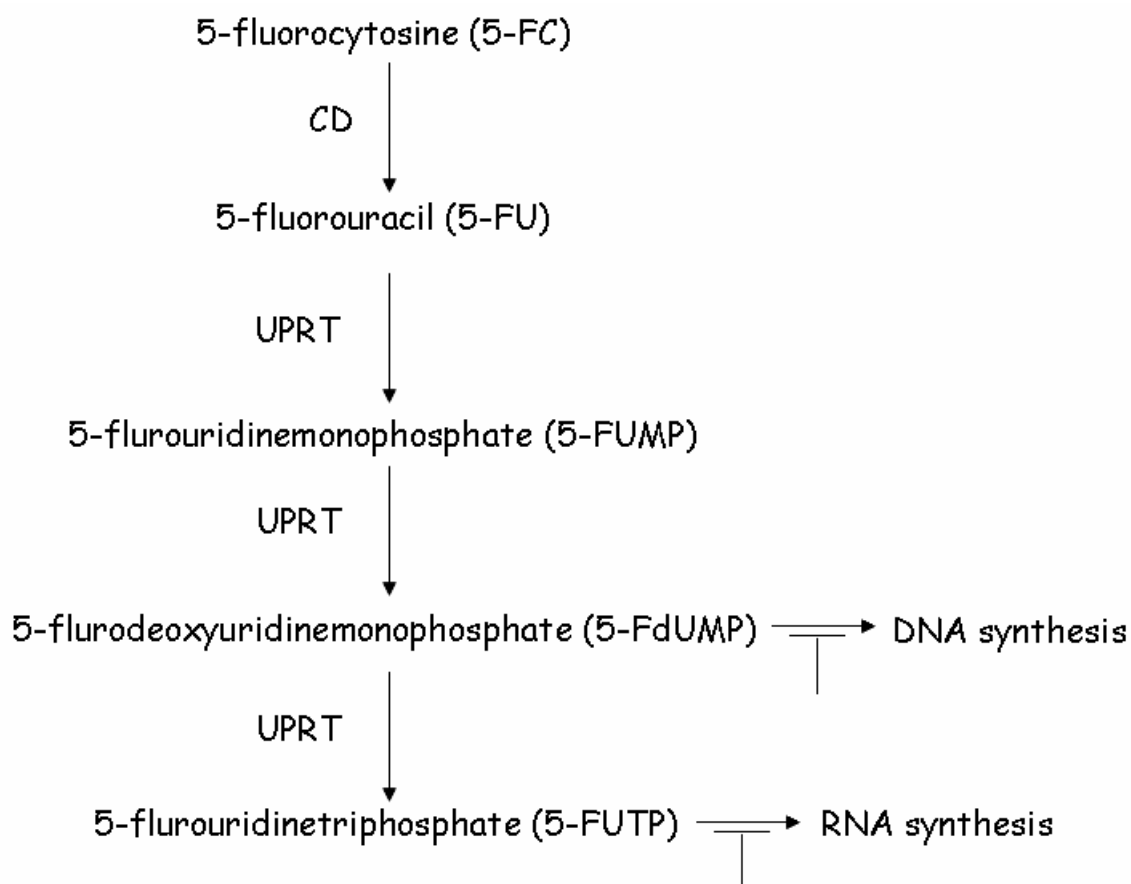 5-fluorocytosine (5-FC)
CD
5-fluorouracil (5-FU)
UPRT
5-flurouridinemonophosphate (5-FUMP)
UPRT
5-flurodeoxyuridinemonophosphate (5-FdUMP) DNA synthesis
UPRT
5-flurouridinetriphosphate (5-FUTP) RNA synthesis